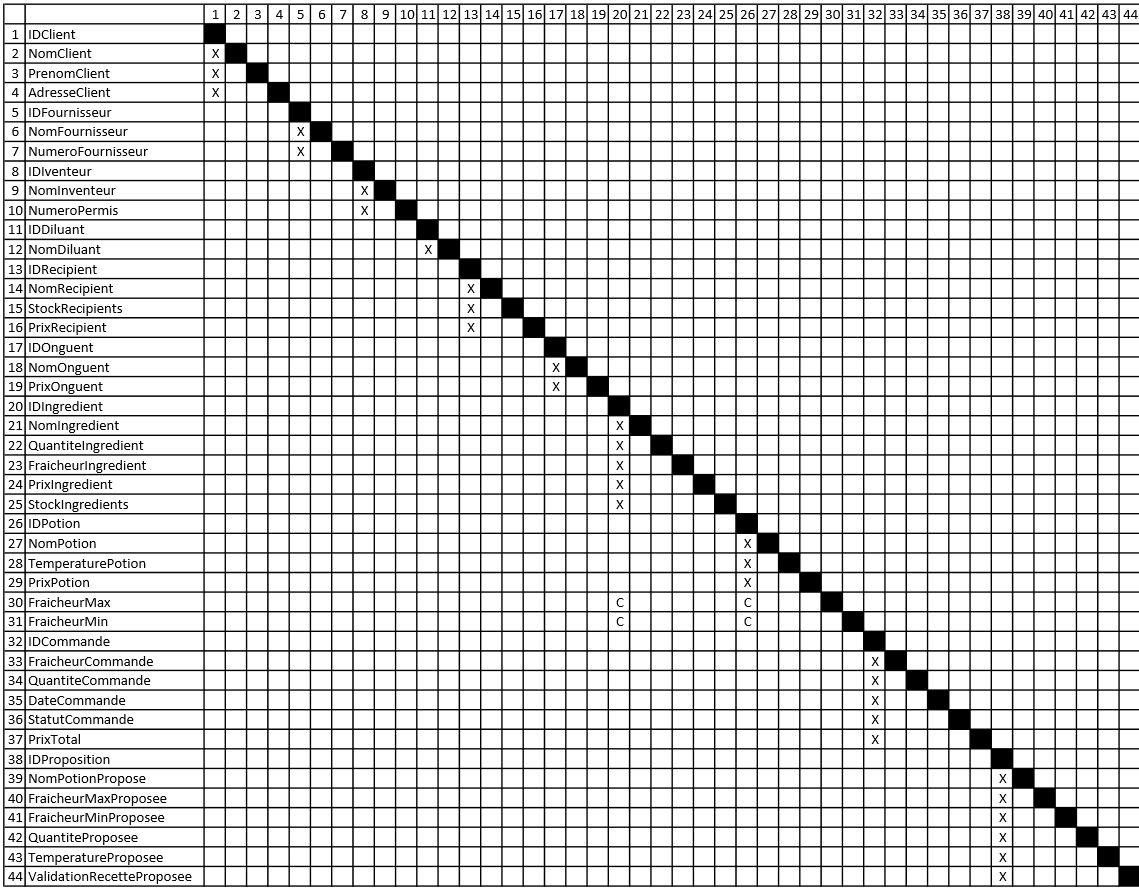 1 2 3 4 5 6 7 8 9 10 11 12 13 14 15 16 17 18 19 20 21 22 23 24 25 26 27 28 29 30 31 32 33 34 35 36 37 38 39 40 41 42 43 44
1 IDClient
2 NomClient X
3 PrenomClient X
4 AdresseClient X
5 IDFournisseur
6 NomFournisseur X
7 NumeroFournisseur X
8 IDIventeur
9 NomInventeur X
10 NumeroPermis X
11 IDDiluant
12 NomDiluant X
13 IDRecipient
14 NomRecipient X
15 StockRecipients X
16 PrixRecipient X
17 IDOnguent
18 NomOnguent X
19 PrixOnguent X
20 IDIngredient
21 NomIngredient X
22 QuantiteIngredient X
23 FraicheurIngredient X
24 PrixIngredient X
25 StockIngredients X
26 IDPotion
27 NomPotion X
28 TemperaturePotion X
29 PrixPotion X
30 FraicheurMax C C
31 FraicheurMin C C
32 IDCommande
33 FraicheurCommande X
34 QuantiteCommande X
35 DateCommande X
36 StatutCommande X
37 PrixTotal X
38 IDProposition
39 NomPotionPropose X
40 FraicheurMaxProposee X
41 FraicheurMinProposee X
42 QuantiteProposee X
43 TemperatureProposee X
44 ValidationRecetteProposee X